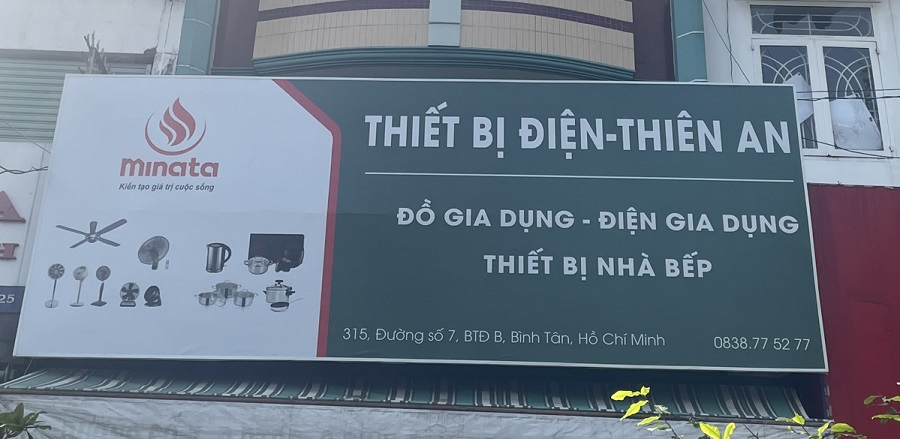 minata
Kiến tạo giá trị cuộc sống
THIẾT BỊ ĐIỆN-THIÊN AN
ĐỒ GIA DỤNG - ĐIỆN GIA DỤNG
THIẾT BỊ NHÀ BẾP
315, Đường số 7, BTĐ B, Bình Tân, Hồ Chí Minh
0838.77 52 77
A
H
25